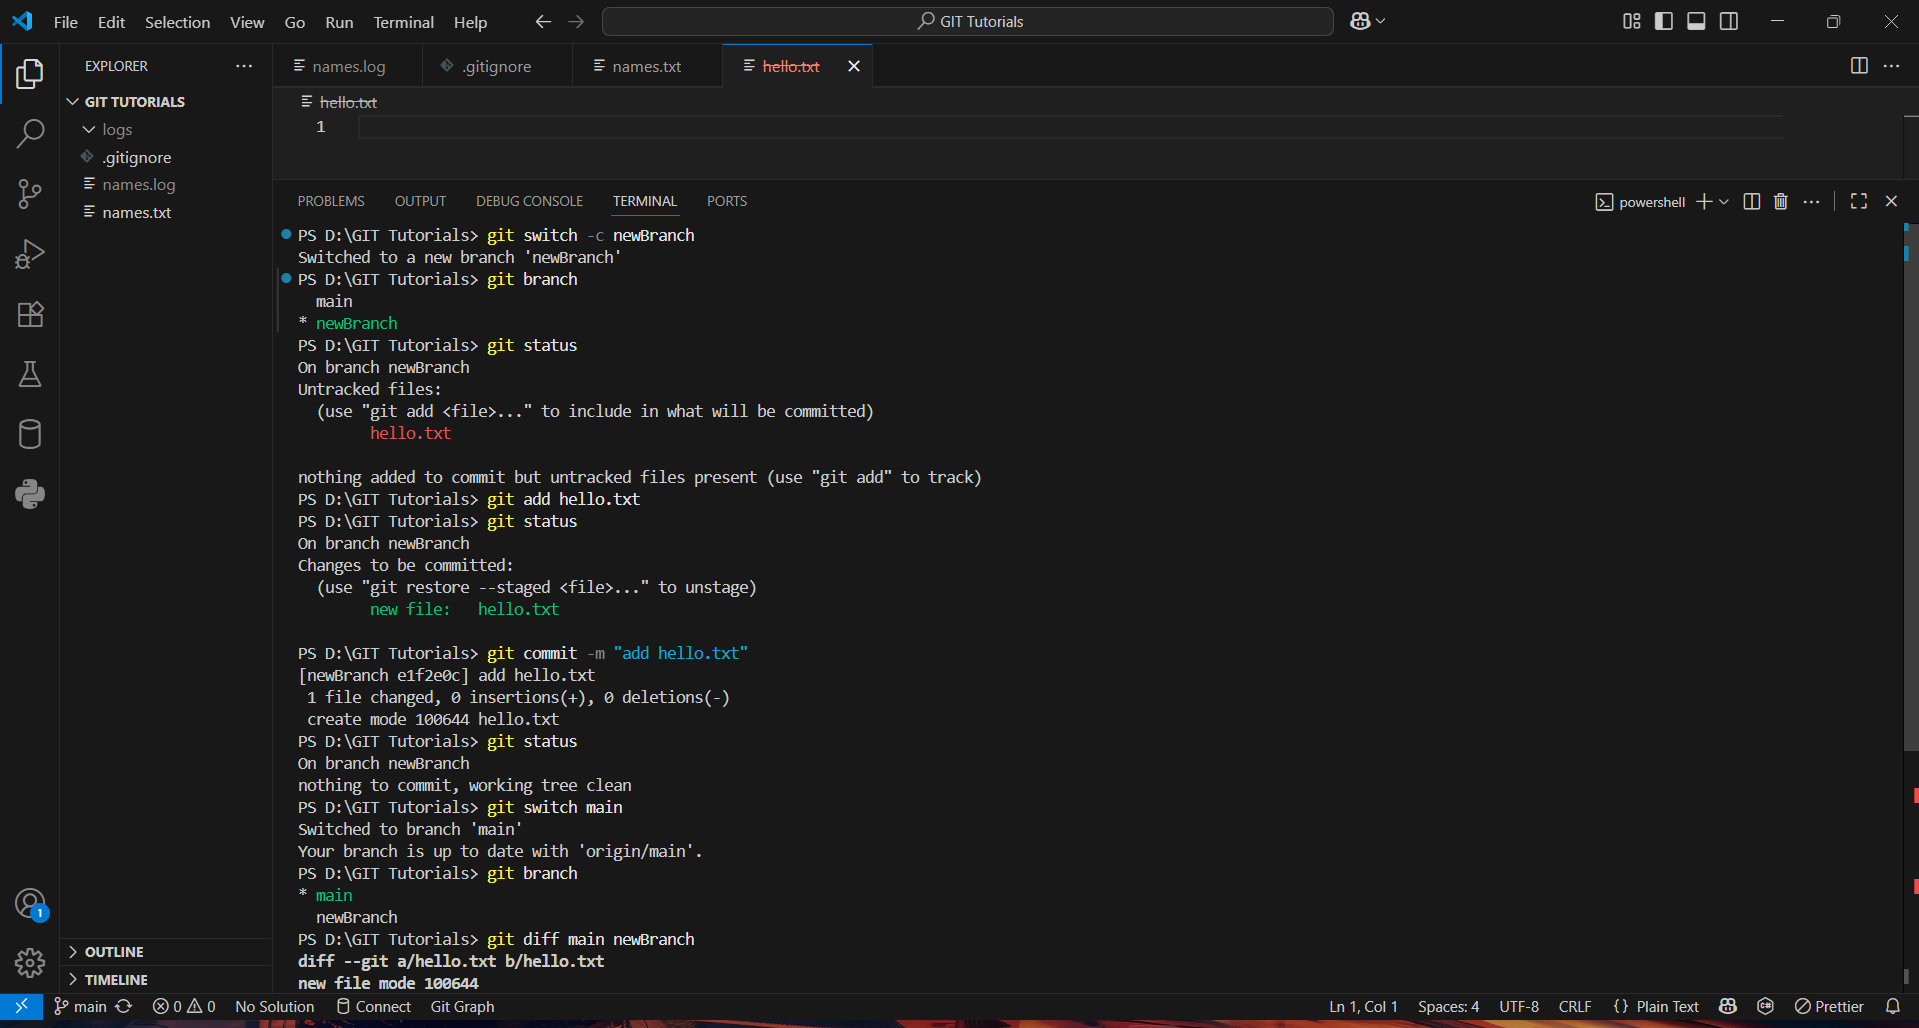 File Edit Selection View Go Run Terminal Help
GIT Tutorials
EXPLORER
names.log
.gitignore
names.txt
hello.txt
GIT TUTORIALS
logs
.gitignore
names.log
names.txt
hello.txt
1
PROBLEMS OUTPUT DEBUG CONSOLE TERMINAL PORTS
powershell
PS D:\GIT Tutorials> git switch -c newBranch
Switched to a new branch 'newBranch'
PS D:\GIT Tutorials> git branch
  main
* newBranch
PS D:\GIT Tutorials> git status
On branch newBranch
Untracked files:
  (use "git add <file>..." to include in what will be committed)
        hello.txt
nothing added to commit but untracked files present (use "git add" to track)
PS D:\GIT Tutorials> git add hello.txt
PS D:\GIT Tutorials> git status
On branch newBranch
Changes to be committed:
  (use "git restore --staged <file>..." to unstage)
        new file:   hello.txt
PS D:\GIT Tutorials> git commit -m "add hello.txt"
[newBranch e1f2e0c] add hello.txt
 1 file changed, 0 insertions(+), 0 deletions(-)
 create mode 100644 hello.txt
PS D:\GIT Tutorials> git status
On branch newBranch
nothing to commit, working tree clean
PS D:\GIT Tutorials> git switch main
Switched to branch 'main'
Your branch is up to date with 'origin/main'.
PS D:\GIT Tutorials> git branch
* main
  newBranch
PS D:\GIT Tutorials> git diff main newBranch
diff --git a/hello.txt b/hello.txt
new file mode 100644
1
OUTLINE
TIMELINE
main 0 0 No Solution Connect Git Graph Ln 1, Col 1 Spaces: 4 UTF-8 CRLF {} Plain Text Prettier